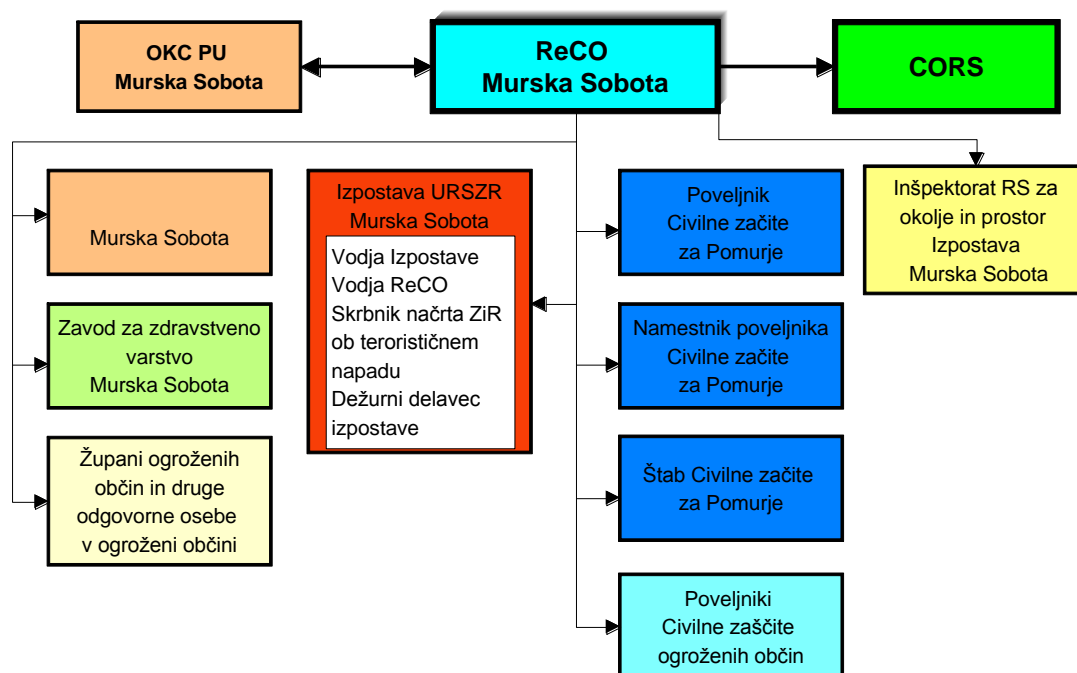 OKC PU
Murska Sobota
ReCO
Murska Sobota
CORS
Murska Sobota
Zavod za zdravstveno
varstvo
Murska Sobota
Župani ogroženih
občin in druge
odgovorne osebe
v ogroženi občini
Izpostava URSZR
Murska Sobota
Vodja Izpostave
Vodja ReCO
Skrbnik načrta ZiR
ob terorističnem
napadu
Dežurni delavec
izpostave
Poveljnik
Civilne začite
za Pomurje
Namestnik poveljnika
Civilne začite
za Pomurje
Štab Civilne začite
za Pomurje
Poveljniki
Civilne zaščite
ogroženih občin
Inšpektorat RS za
okolje in prostor
Izpostava
Murska Sobota